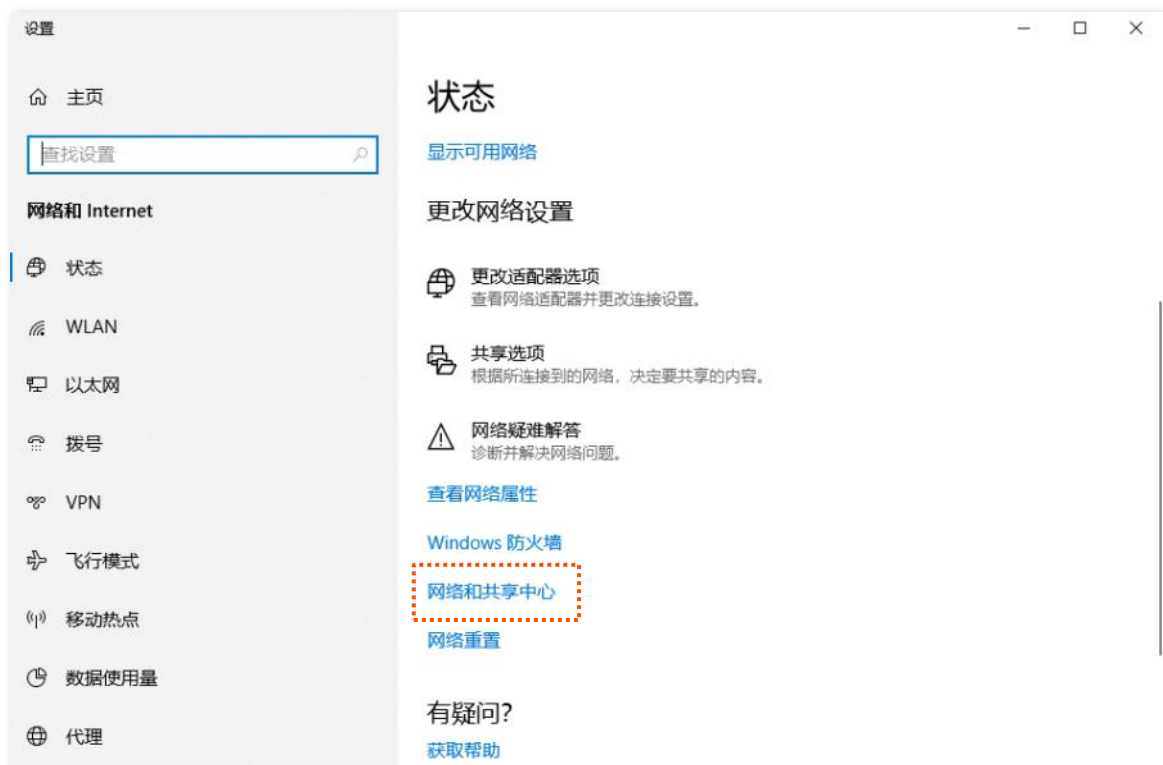 设置
主页
查找设置
网络和 Internet
状态
WLAN
以太网
拨号
VPN
飞行模式
移动热点
数据使用量
代理
状态
显示可用网络
更改网络设置
更改适配器选项
查看网络适配器并更改连接设置。
共享选项
根据所连接到的网络，决定要共享的内容。
网络疑难解答
诊断并解决网络问题。
查看网络属性
Windows 防火墙
网络和共享中心
网络重置
有疑问?
获取帮助